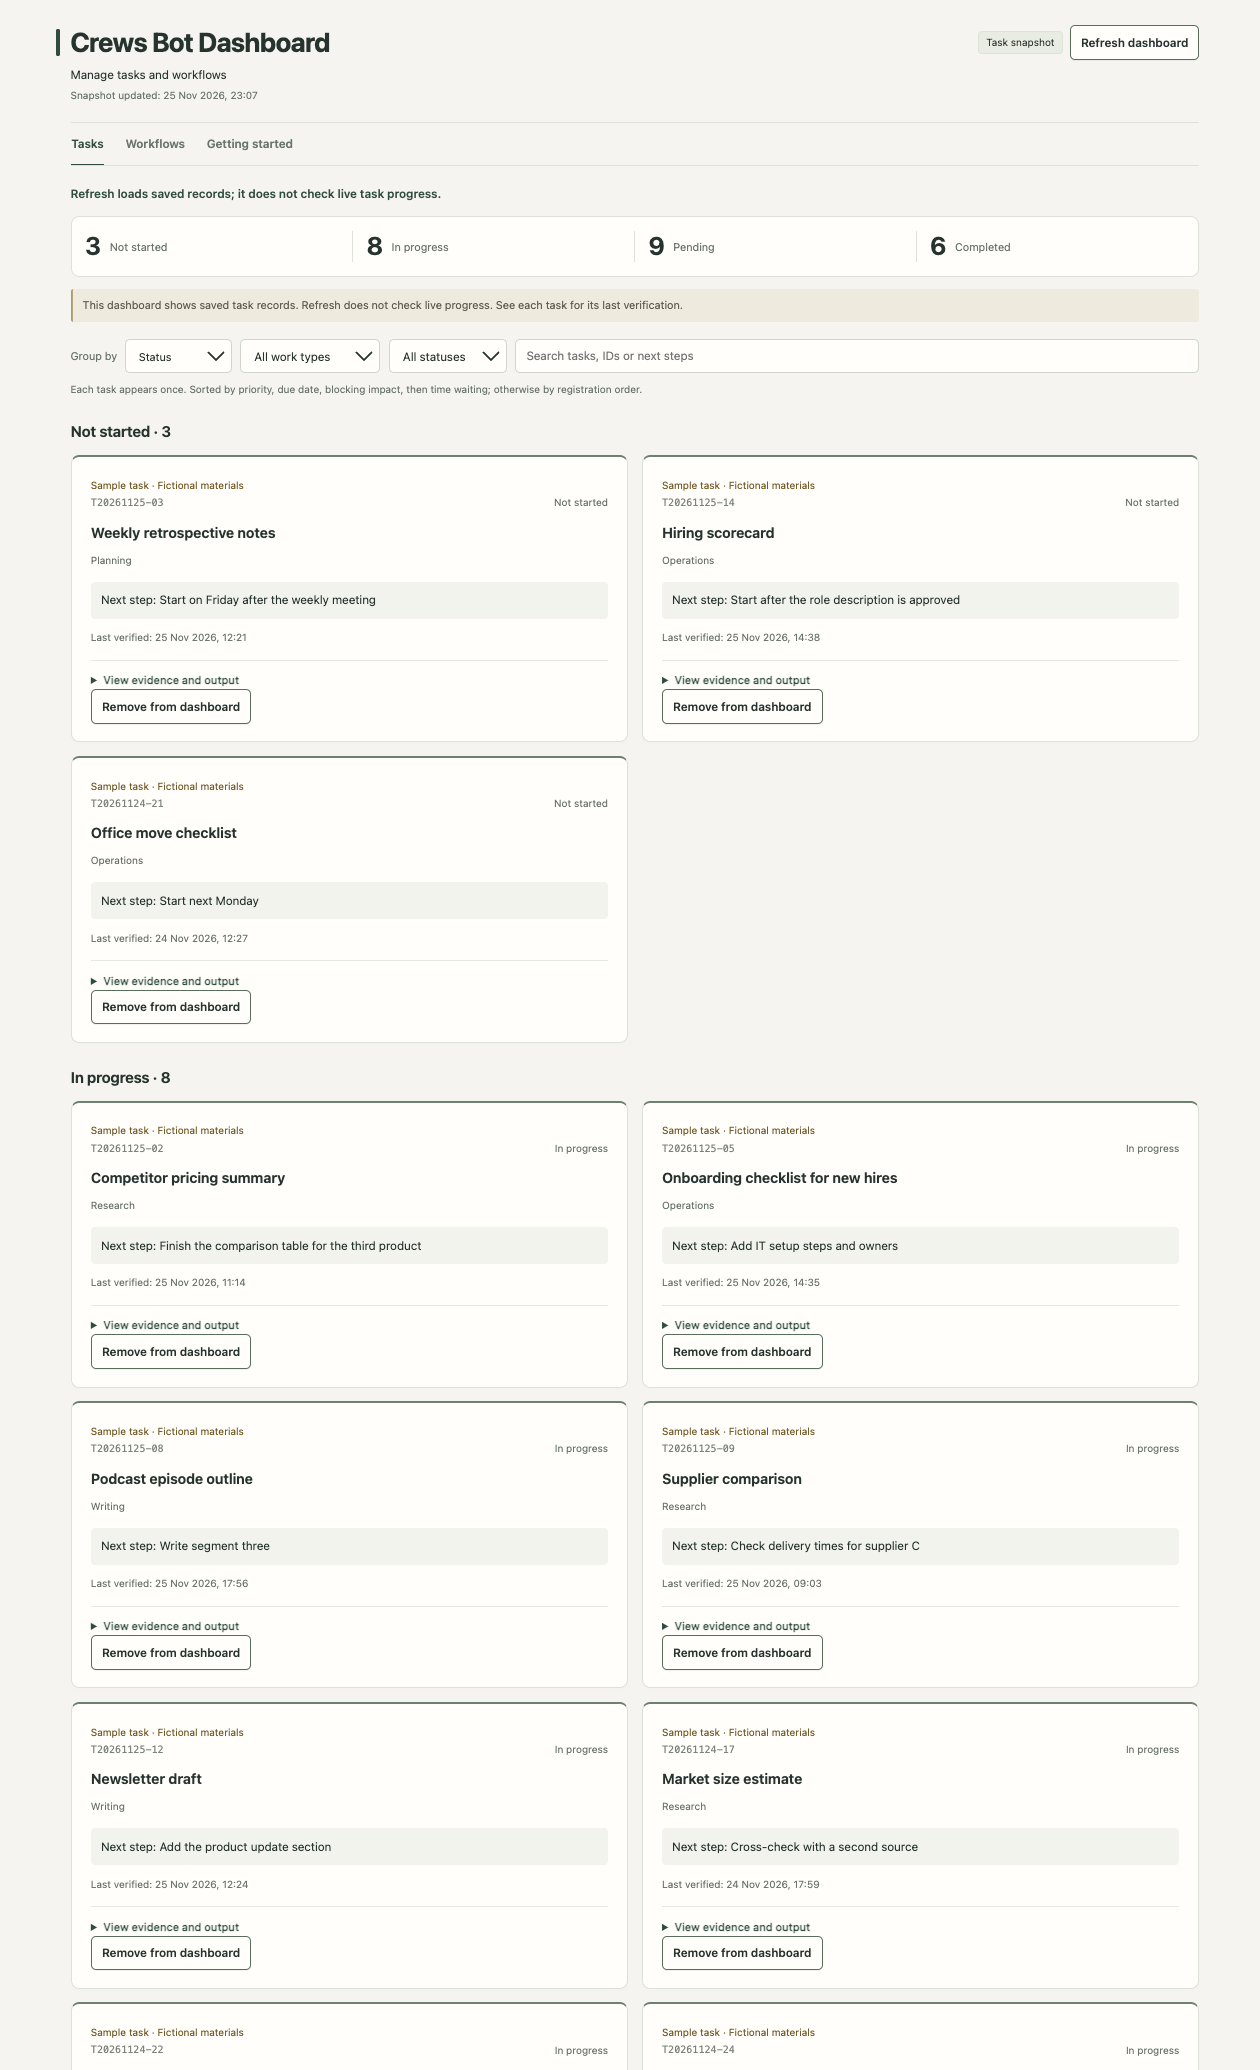 Crews Bot Dashboard
Task snapshot
Refresh dashboard
Manage tasks and workflows
Snapshot updated: 25 Nov 2026, 23:07
Tasks Workflows Getting started
Refresh loads saved records; it does not check live task progress.
3 Not started 8 In progress 9 Pending 6 Completed
This dashboard shows saved task records. Refresh does not check live progress. See each task for its last verification.
Group by Status All work types All statuses Search tasks, IDs or next steps
Each task appears once. Sorted by priority, due date, blocking impact, then time waiting; otherwise by registration order.
Not started · 3
Sample task · Fictional materials
T20261125-03 Not started
Weekly retrospective notes
Planning
Next step: Start on Friday after the weekly meeting
Last verified: 25 Nov 2026, 12:21
View evidence and output
Remove from dashboard
Sample task · Fictional materials
T20261125-14 Not started
Hiring scorecard
Operations
Next step: Start after the role description is approved
Last verified: 25 Nov 2026, 14:38
View evidence and output
Remove from dashboard
Sample task · Fictional materials
T20261124-21 Not started
Office move checklist
Operations
Next step: Start next Monday
Last verified: 24 Nov 2026, 12:27
View evidence and output
Remove from dashboard
In progress · 8
Sample task · Fictional materials
T20261125-02 In progress
Competitor pricing summary
Research
Next step: Finish the comparison table for the third product
Last verified: 25 Nov 2026, 11:14
View evidence and output
Remove from dashboard
Sample task · Fictional materials
T20261125-05 In progress
Onboarding checklist for new hires
Operations
Next step: Add IT setup steps and owners
Last verified: 25 Nov 2026, 14:35
View evidence and output
Remove from dashboard
Sample task · Fictional materials
T20261125-08 In progress
Podcast episode outline
Writing
Next step: Write segment three
Last verified: 25 Nov 2026, 17:56
View evidence and output
Remove from dashboard
Sample task · Fictional materials
T20261125-09 In progress
Supplier comparison
Research
Next step: Check delivery times for supplier C
Last verified: 25 Nov 2026, 09:03
View evidence and output
Remove from dashboard
Sample task · Fictional materials
T20261125-12 In progress
Newsletter draft
Writing
Next step: Add the product update section
Last verified: 25 Nov 2026, 12:24
View evidence and output
Remove from dashboard
Sample task · Fictional materials
T20261124-17 In progress
Market size estimate
Research
Next step: Cross-check with a second source
Last verified: 24 Nov 2026, 17:59
View evidence and output
Remove from dashboard
Sample task · Fictional materials
T20261124-22 In progress
Sample task · Fictional materials
T20261124-24 In progress